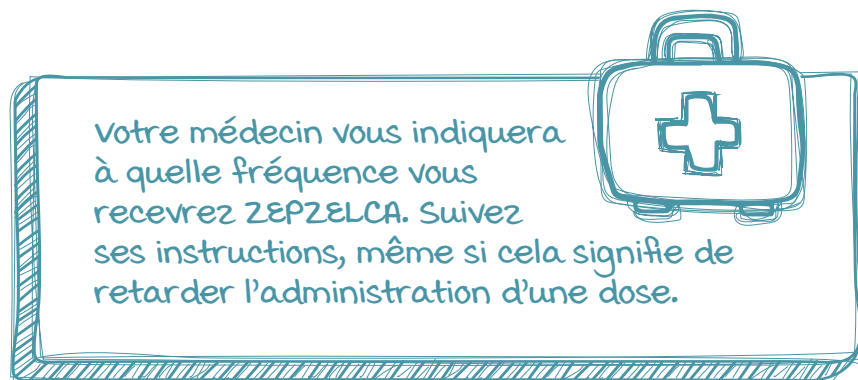 Votre médecin vous indiquera
à quelle fréquence vous
recevrez ZEPZELCA. Suivez
ses instructions, même si cela signifie de
retarder l’administration d’une dose.